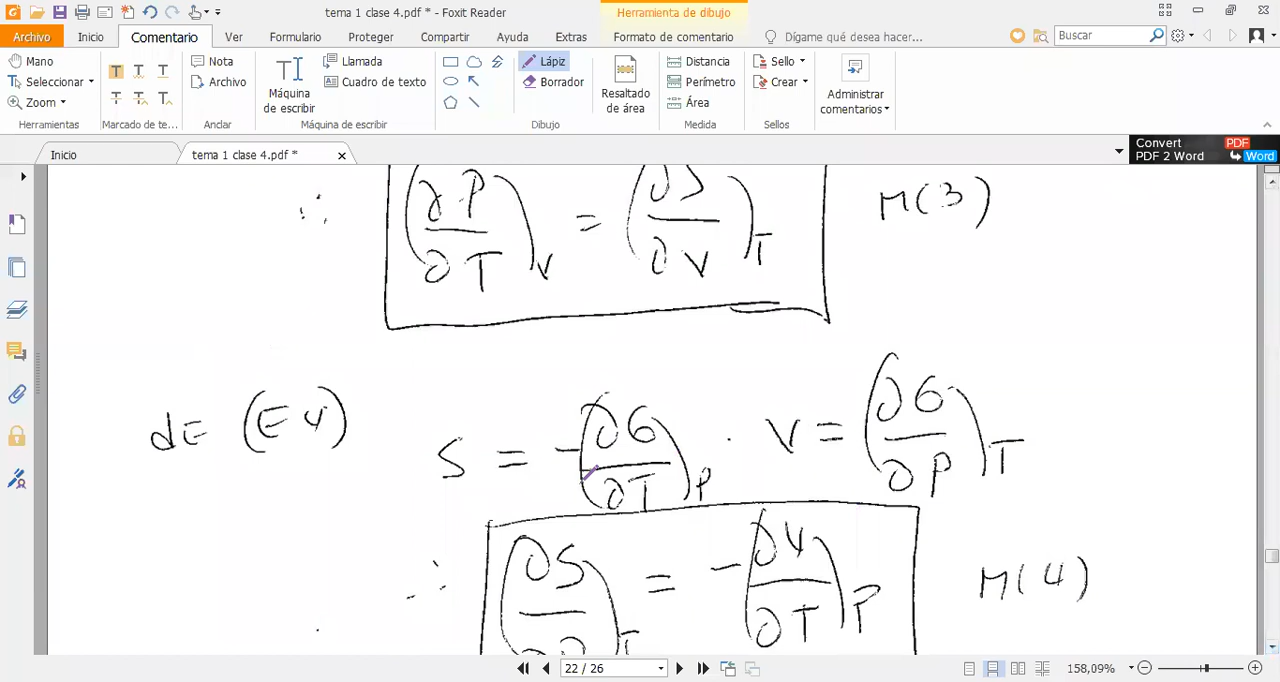 tema 1 clase 4.pdf * - Foxit Reader
Herramienta de dibujo
Archivo Inicio Comentario Ver Formulario Proteger Compartir Ayuda Extras Formato de comentario Dígame qué desea hacer... Buscar
Mano
Seleccionar
Zoom
Herramientas
T T T
T T T
Marcado de te...
Nota
Archivo
Anclar
Máquina de escribir
Llamada
Cuadro de texto
Máquina de escribir
Lápiz
Borrador
Dibujo
Resaltado de área
Distancia
Perímetro
Área
Medida
Sello
Crear
Sellos
Administrar comentarios
Inicio
tema 1 clase 4.pdf *
Convert PDF
PDF 2 Word Word
∴ (∂P/∂T)V = (∂S/∂V)T M(3)
dE (E4) S = -(∂G/∂T)P . V = (∂G/∂P)T
∴ (∂S/∂P)T = -(∂V/∂T)P M(4)
22 / 26
158,09%